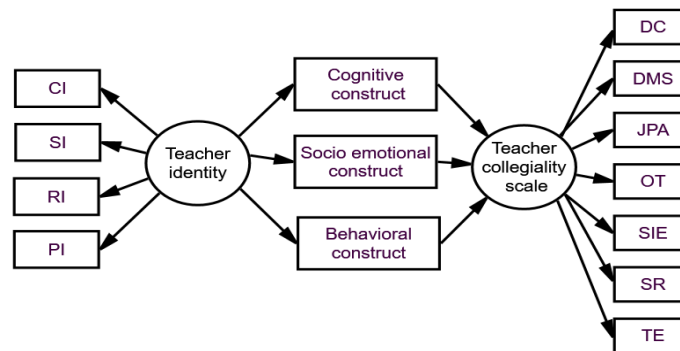 CI
SI
RI
PI
Teacher
identity
Cognitive
construct
Socio emotional
construct
Behavioral
construct
Teacher
collegiality
scale
DC
DMS
JPA
OT
SIE
SR
TE